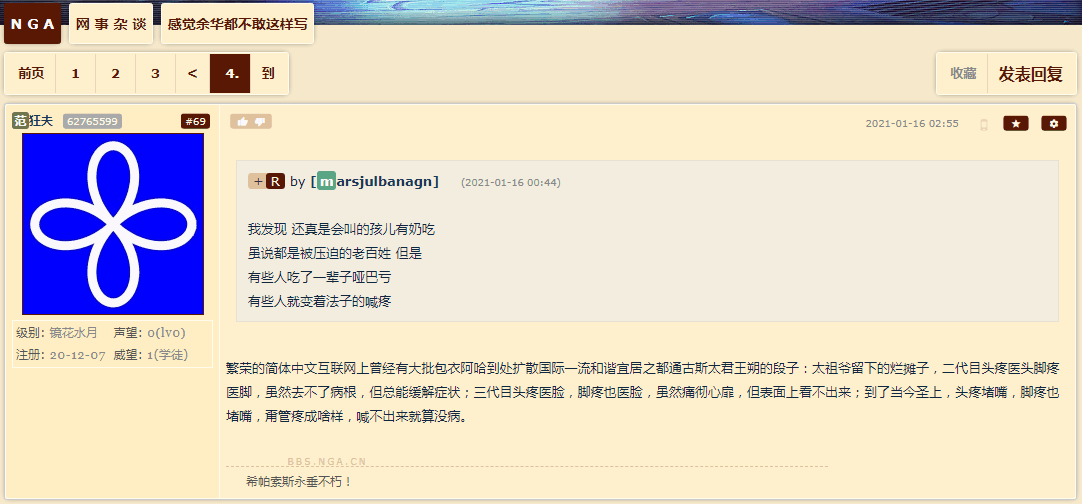 NGA 网事杂谈 感觉余华都不敢这样写
前页 1 2 3 < 4. 到 收藏 发表回复
范狂夫 62765599 #69 2021-01-16 02:55
+ R by [marsjulbanagn] (2021-01-16 00:44)
我发现 还真是会叫的孩儿有奶吃
虽说都是被压迫的老百姓 但是
有些人吃了一辈子哑巴亏
有些人就变着法子的喊疼
级别: 镜花水月 声望: 0(lv0)
注册: 20-12-07 威望: 1(学徒)
繁荣的简体中文互联网上曾经有大批包衣阿哈到处扩散国际一流和谐宜居之都通古斯太君王朔的段子：太祖爷留下的烂摊子，二代目头疼医头脚疼
医脚，虽然去不了病根，但总能缓解症状；三代目头疼医脸，脚疼也医脸，虽然痛彻心扉，但表面上看不出来；到了当今圣上，头疼堵嘴，脚疼也
堵嘴，甭管疼成啥样，喊不出来就算没病。
BBS.NGA.CN
希帕索斯永垂不朽！